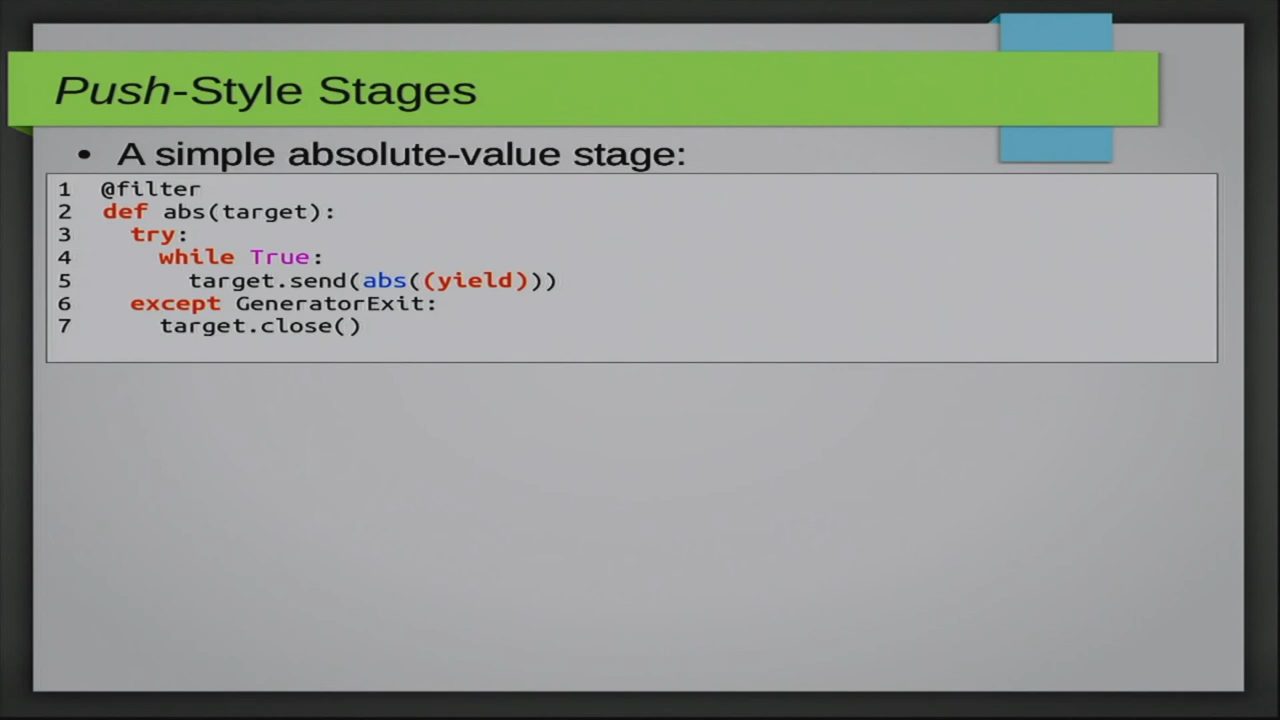 Push-Style Stages
• A simple absolute-value stage:
1 @filter
2 def abs(target):
3 try:
4 while True:
5 target.send(abs((yield)))
6 except GeneratorExit:
7 target.close()